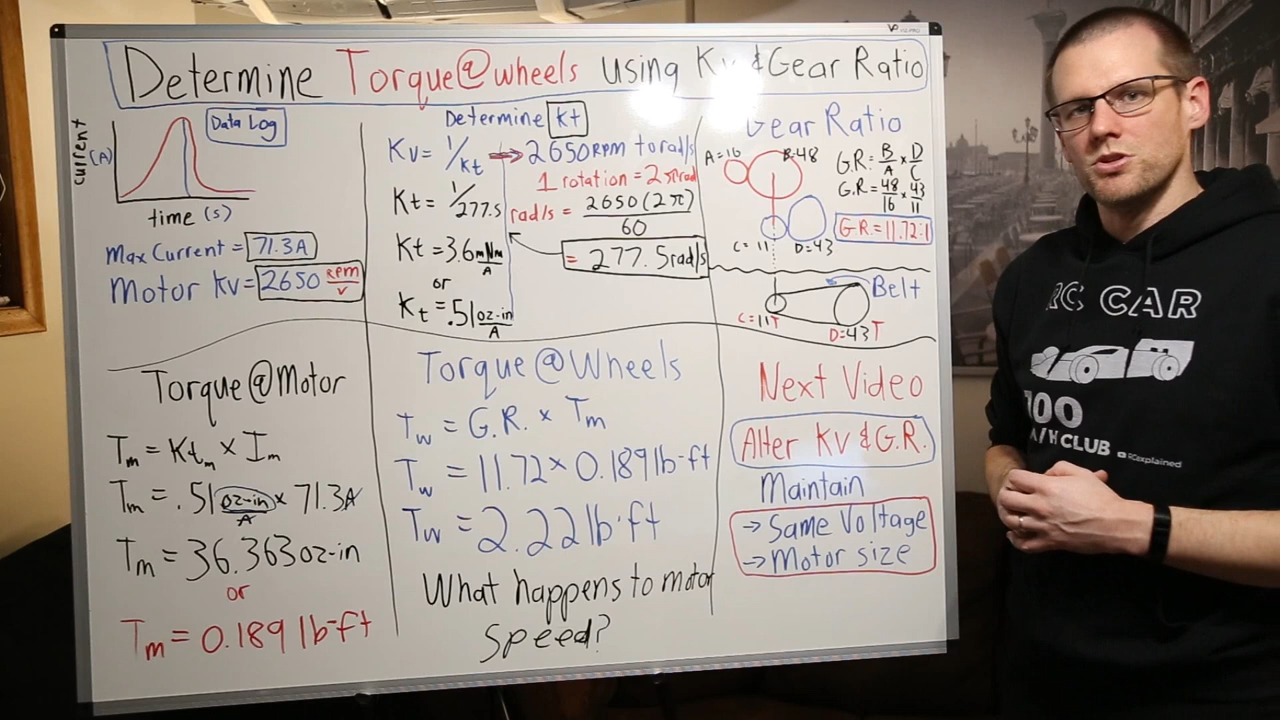 Determine Torque@wheels using Kv & Gear Ratio
current
(A)
Data Log
time (s)
Max Current = 71.3A
Motor Kv = 2650 RPM/V
Determine Kt
Kv = 1/Kt ⇒ 2650 RPM to rad/s
1 rotation = 2π rad
Kt = 1/277.5
rad/s = 2650(2π)/60
= 277.5 rad/s
Kt = 3.6 mNm/A
or
Kt = .51 oz-in/A
Gear Ratio
A=16
B=48
C=11
D=43
G.R. = B/A × D/C
G.R. = 48/16 × 43/11
G.R. = 11.72:1
Belt
C=11T
D=43T
Torque@Motor
Tm = Ktm × Im
Tm = .51 oz-in/A × 71.3A
Tm = 36.363 oz-in
or
Tm = 0.189 lb-ft
Torque@Wheels
Tw = G.R. × Tm
Tw = 11.72 × 0.189 lb-ft
Tw = 2.22 lb·ft
What happens to motor
speed?
Next Video
Alter Kv & G.R.
Maintain
→ Same Voltage
→ Motor size
RC CAR
100
CLUB
RCexplained